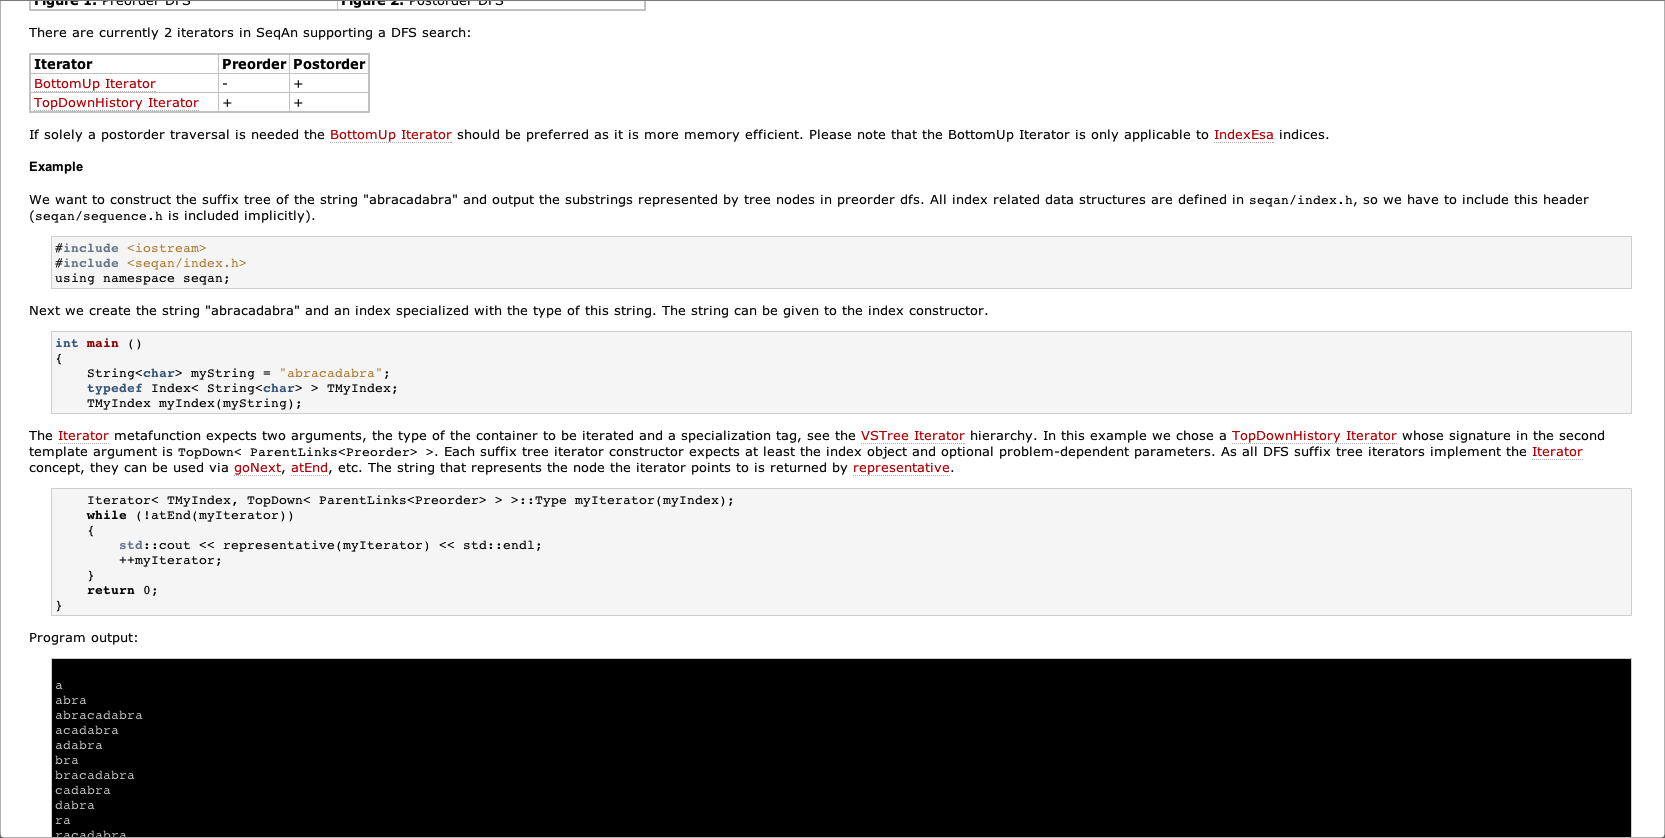 Figure 1. Preorder DFS Figure 2. Postorder DFS
There are currently 2 iterators in SeqAn supporting a DFS search:
Iterator Preorder Postorder
BottomUp Iterator - +
TopDownHistory Iterator + +
If solely a postorder traversal is needed the BottomUp Iterator should be preferred as it is more memory efficient. Please note that the BottomUp Iterator is only applicable to IndexEsa indices.
Example
We want to construct the suffix tree of the string "abracadabra" and output the substrings represented by tree nodes in preorder dfs. All index related data structures are defined in seqan/index.h, so we have to include this header
(seqan/sequence.h is included implicitly).
#include <iostream>
#include <seqan/index.h>
using namespace seqan;
Next we create the string "abracadabra" and an index specialized with the type of this string. The string can be given to the index constructor.
int main ()
{
    String<char> myString = "abracadabra";
    typedef Index< String<char> > TMyIndex;
    TMyIndex myIndex(myString);
The Iterator metafunction expects two arguments, the type of the container to be iterated and a specialization tag, see the VSTree Iterator hierarchy. In this example we chose a TopDownHistory Iterator whose signature in the second
template argument is TopDown< ParentLinks<Preorder> >. Each suffix tree iterator constructor expects at least the index object and optional problem-dependent parameters. As all DFS suffix tree iterators implement the Iterator
concept, they can be used via goNext, atEnd, etc. The string that represents the node the iterator points to is returned by representative.
    Iterator< TMyIndex, TopDown< ParentLinks<Preorder> > >::Type myIterator(myIndex);
    while (!atEnd(myIterator))
    {
        std::cout << representative(myIterator) << std::endl;
        ++myIterator;
    }
    return 0;
}
Program output:
a
abra
abracadabra
acadabra
adabra
bra
bracadabra
cadabra
dabra
ra
racadabra